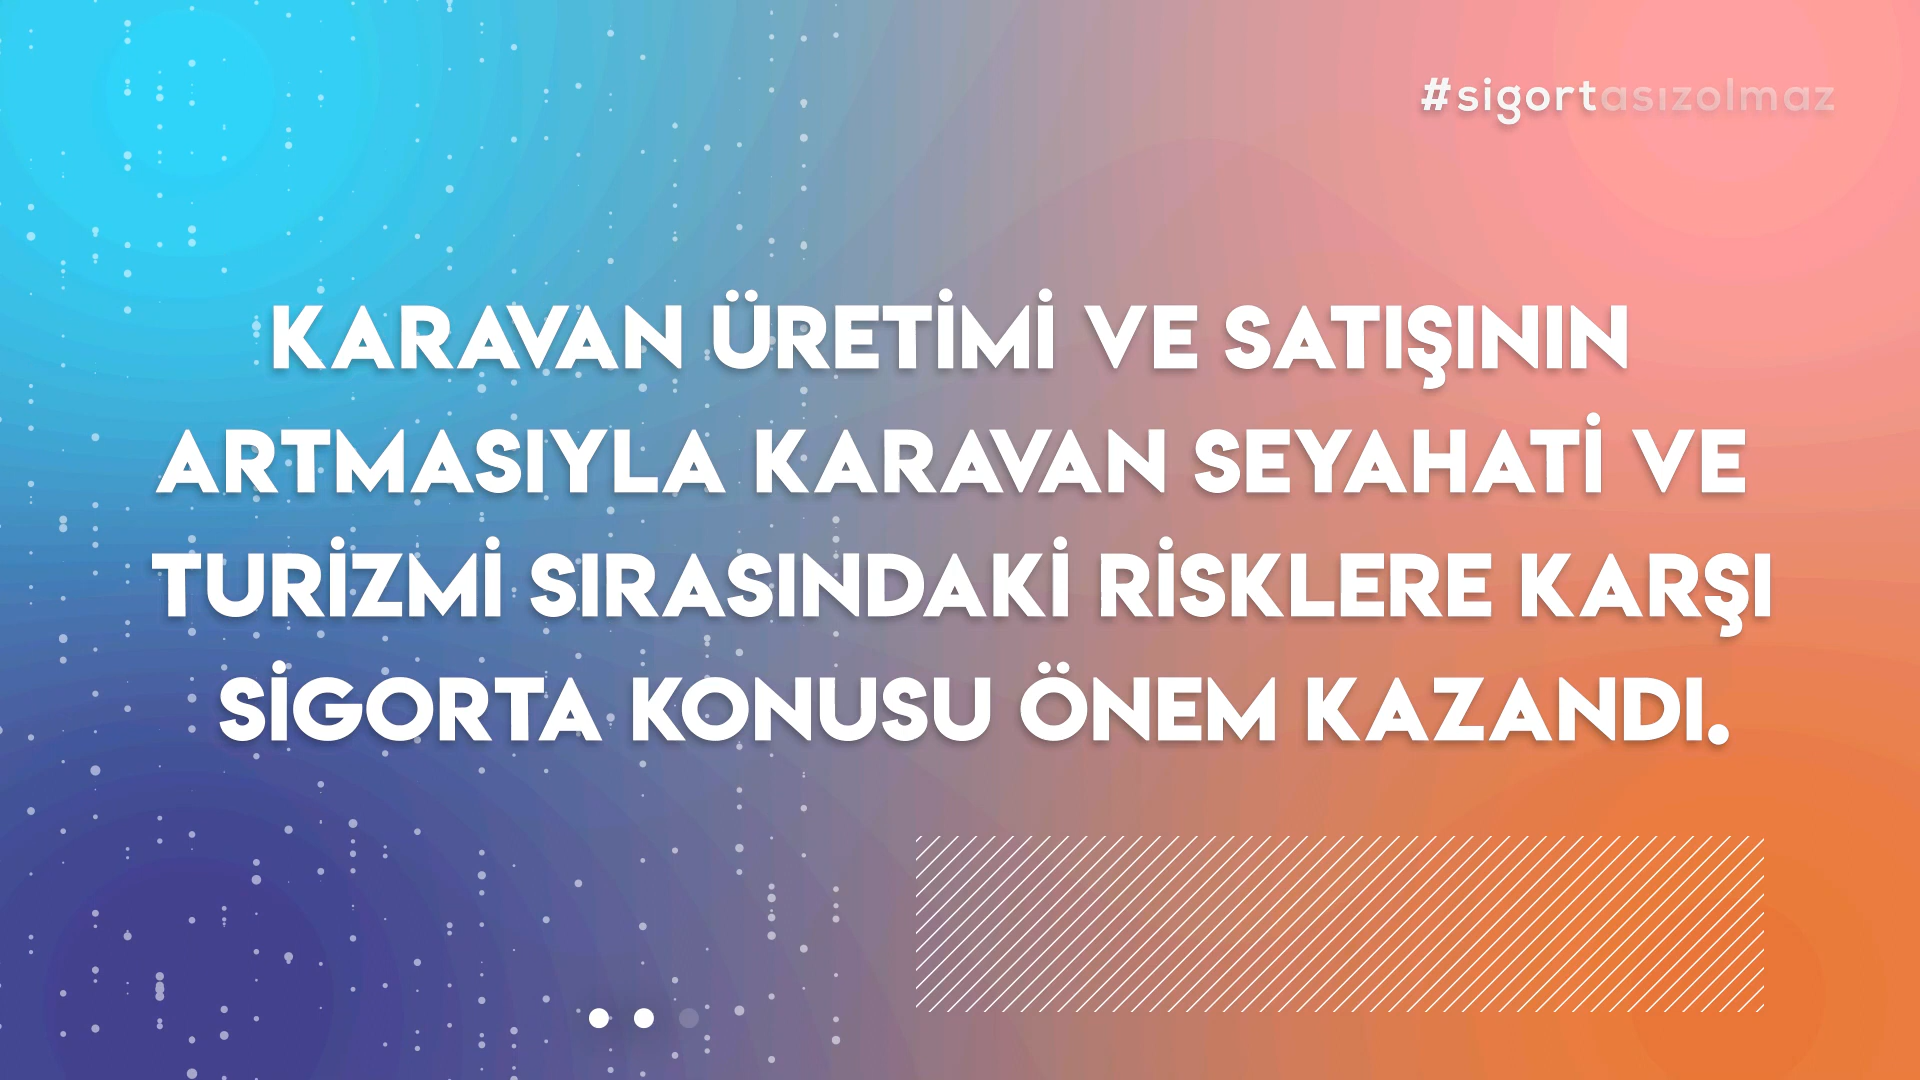 #sigortasızolmaz
KARAVAN ÜRETİMİ VE SATIŞININ
ARTMASIYLA KARAVAN SEYAHATİ VE
TURİZMİ SIRASINDAKİ RİSKLERE KARŞI
SİGORTA KONUSU ÖNEM KAZANDI.